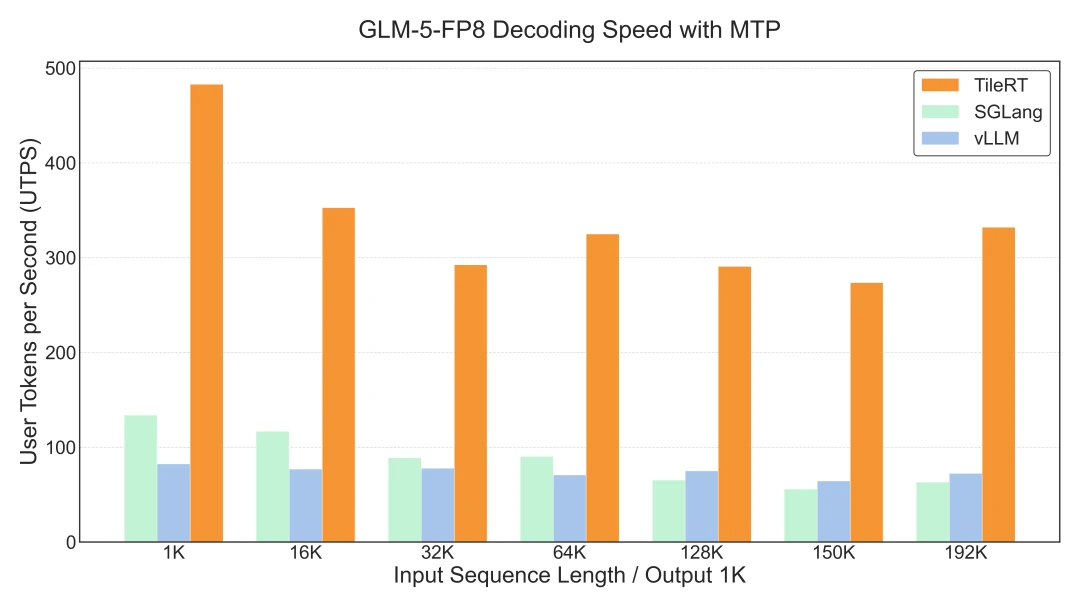 GLM-5-FP8 Decoding Speed with MTP
User Tokens per Second (UTPS)
500
400
300
200
100
0
TileRT
SGLang
vLLM
1K 16K 32K 64K 128K 150K 192K
Input Sequence Length / Output 1K